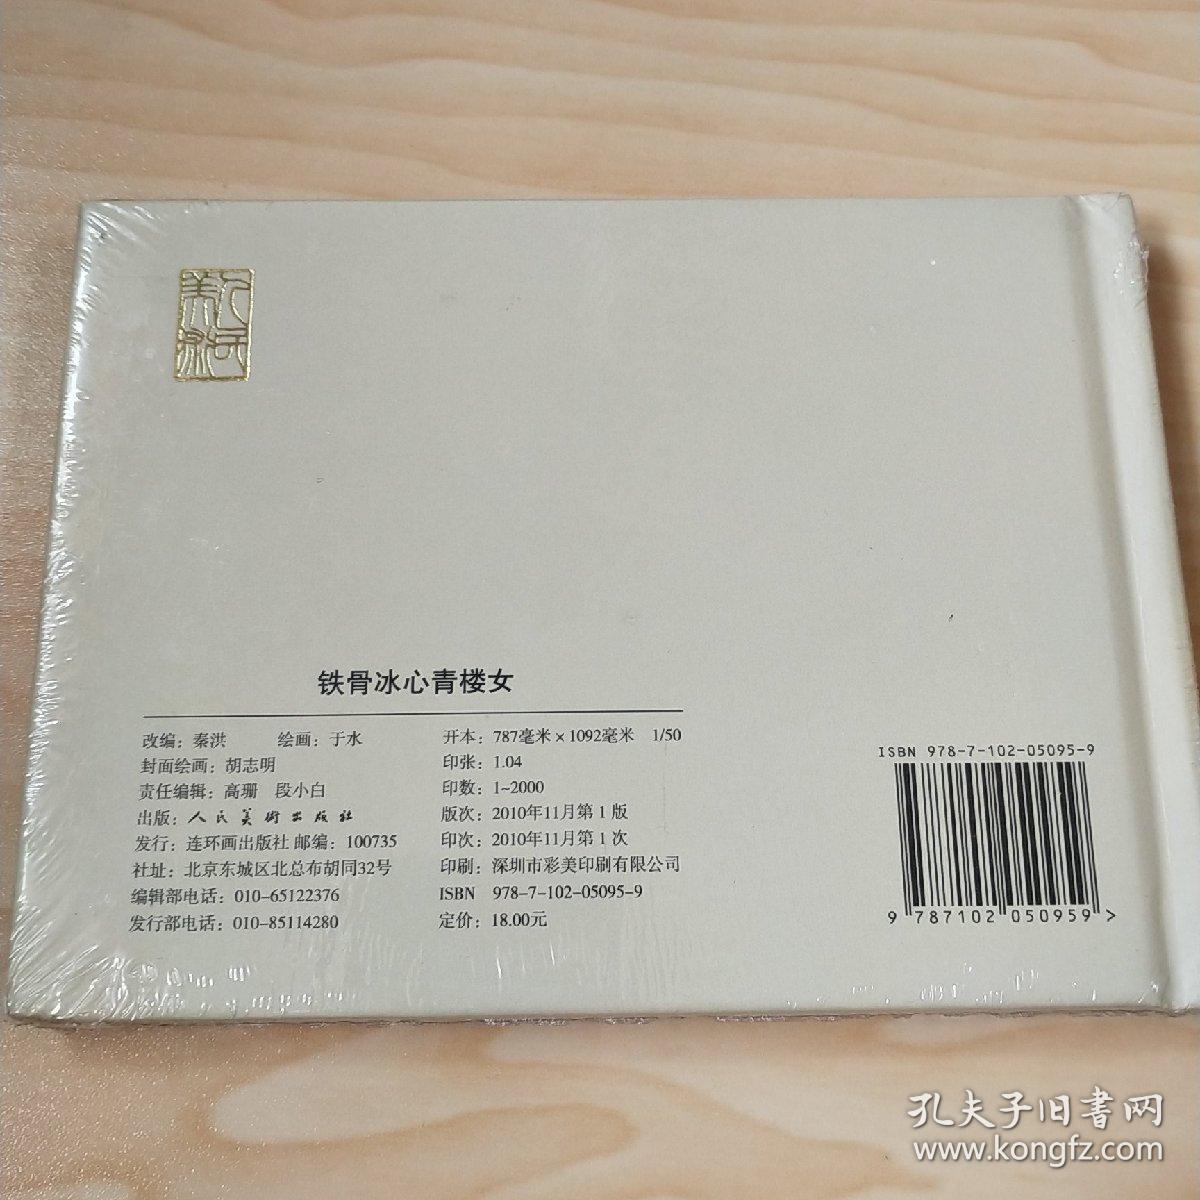 人民美术
铁骨冰心青楼女
改编：秦洪　绘画：于水
封面绘画：胡志明
责任编辑：高珊　段小白
出版：人民美術出版社
发行：连环画出版社 邮编：100735
社址：北京东城区北总布胡同32号
编辑部电话：010-65122376
发行部电话：010-85114280
开本：787毫米×1092毫米　1/50
印张：1.04
印数：1-2000
版次：2010年11月第1版
印次：2010年11月第1次
印刷：深圳市彩美印刷有限公司
ISBN　978-7-102-05095-9
定价：18.00元
ISBN 978-7-102-05095-9
9 787102 050959 >
孔夫子旧书网
www.kongfz.com